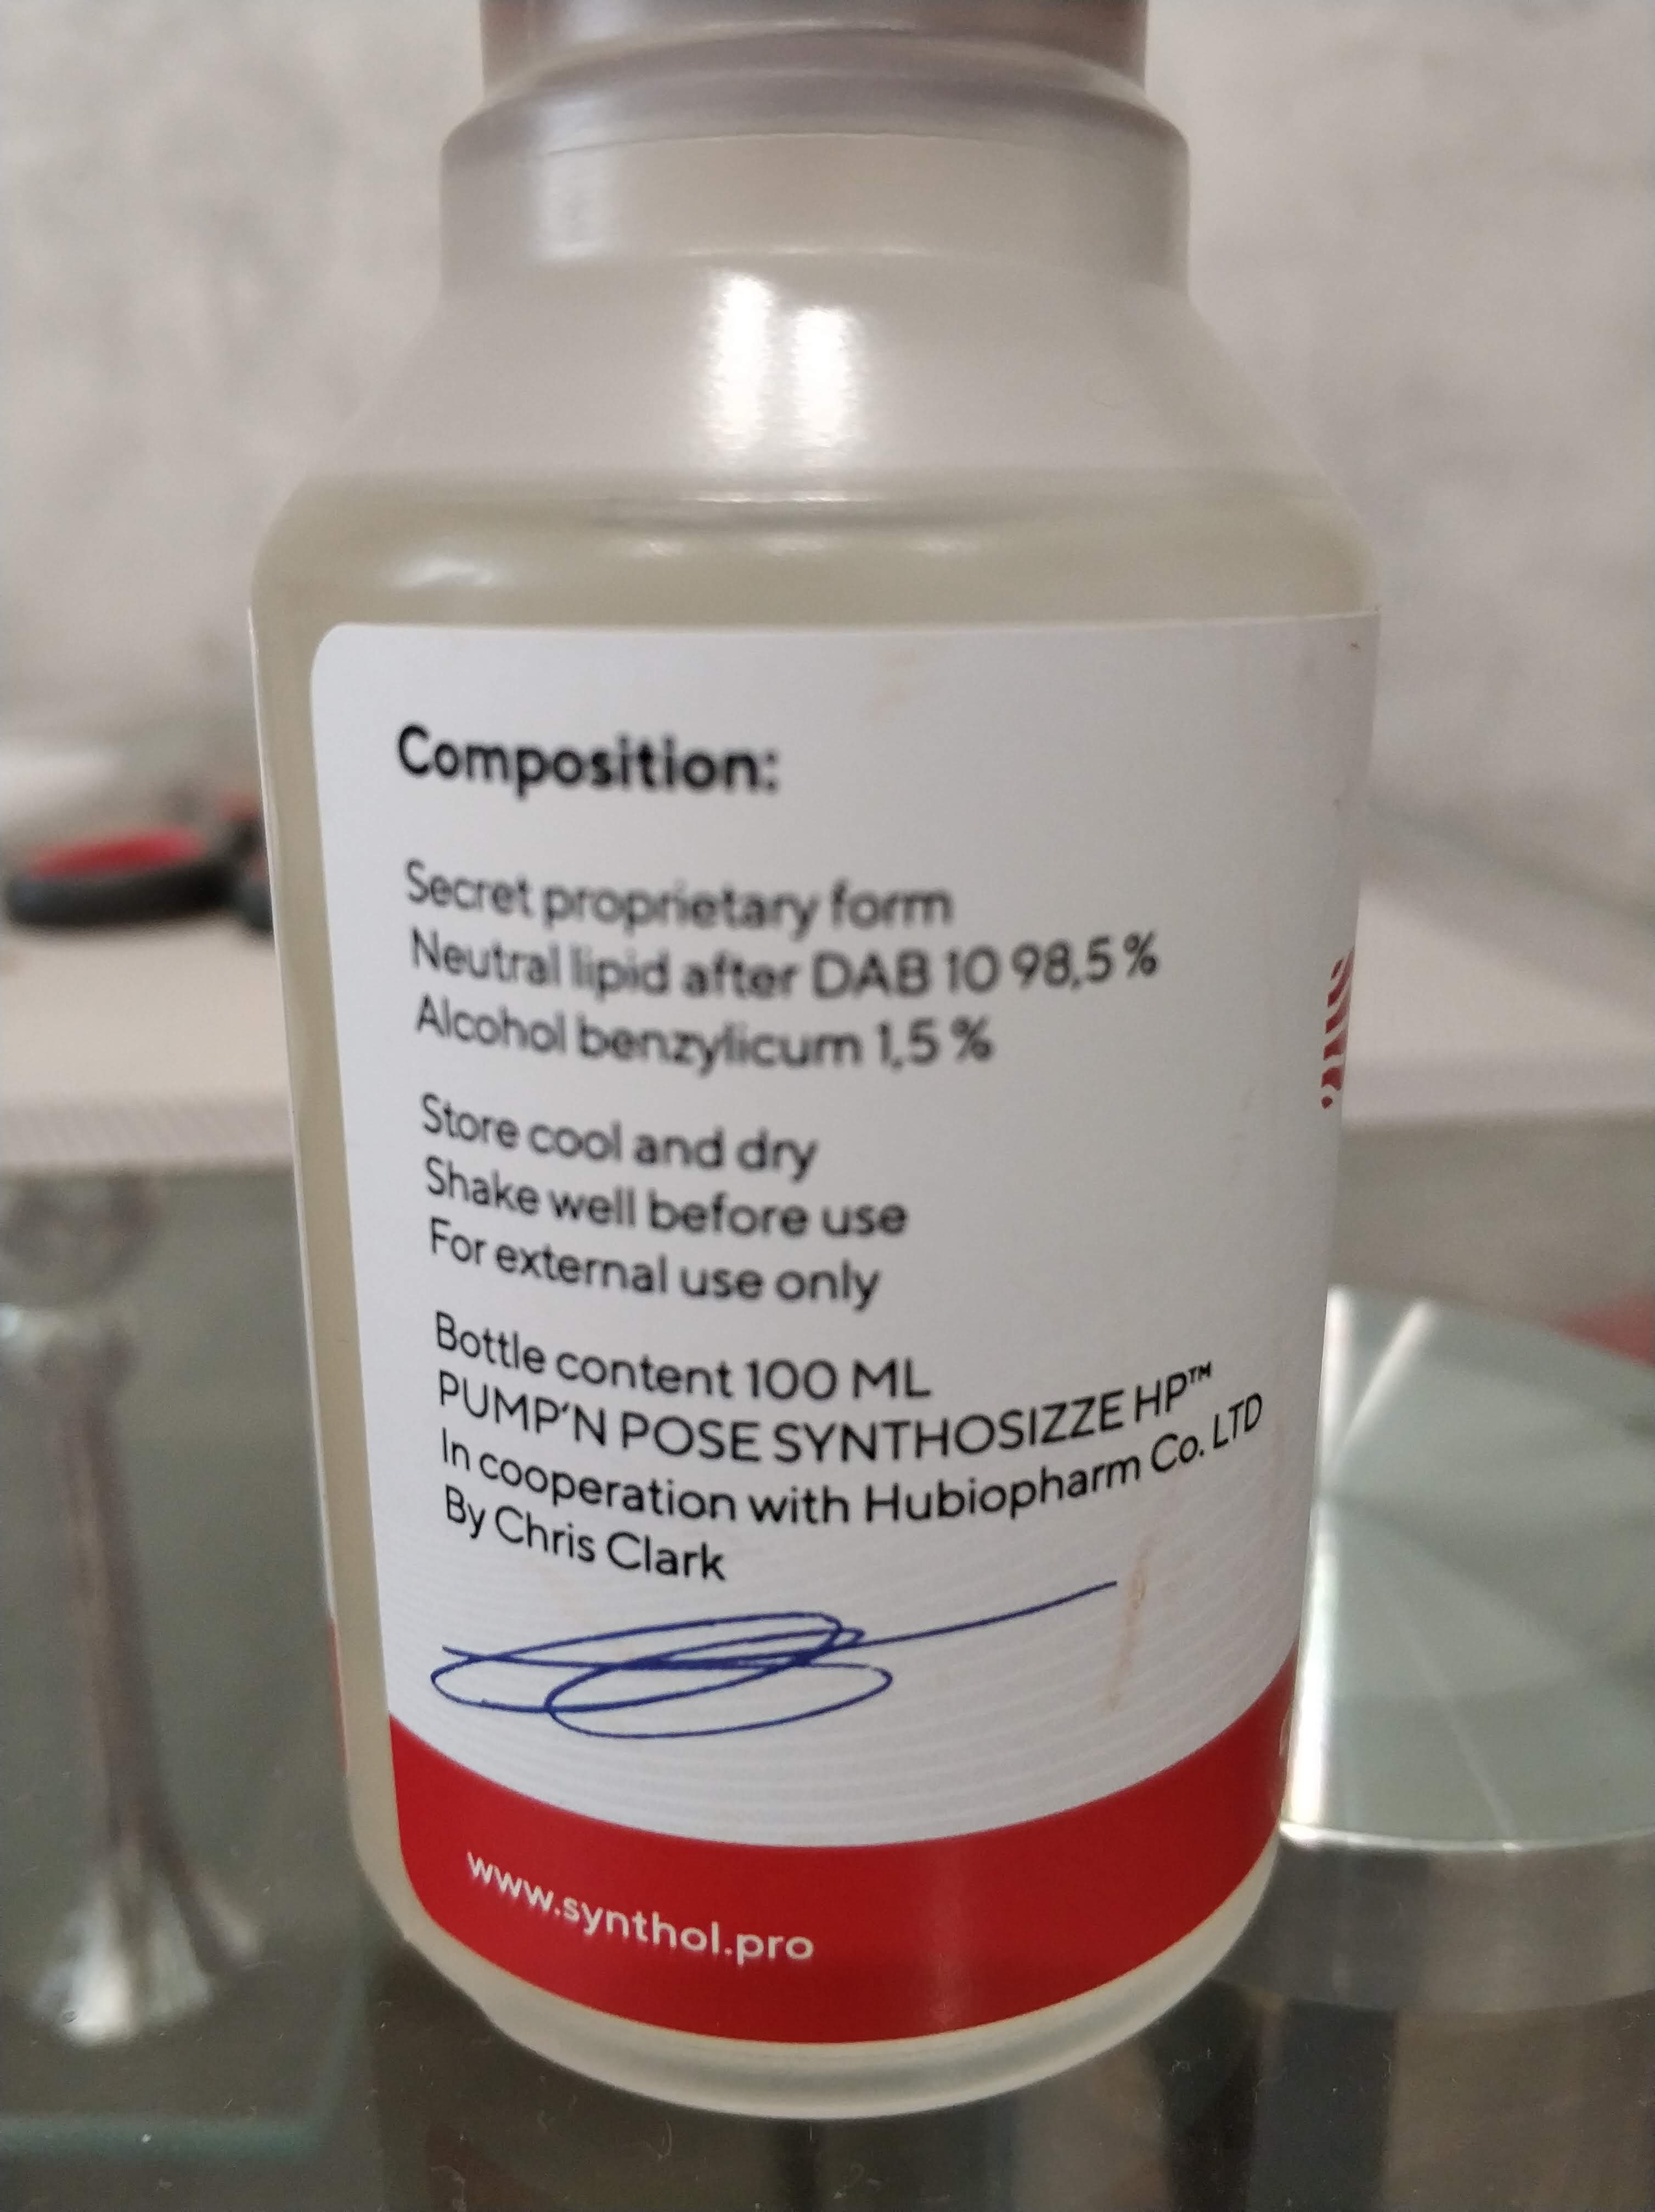 Composition:
Secret proprietary form
Neutral lipid after DAB 10 98,5 %
Alcohol benzylicum 1,5 %
Store cool and dry
Shake well before use
For external use only
Bottle content 100 ML
PUMP'N POSE SYNTHOSIZZE HP™
In cooperation with Hubiopharm Co. LTD
By Chris Clark
www.synthol.pro